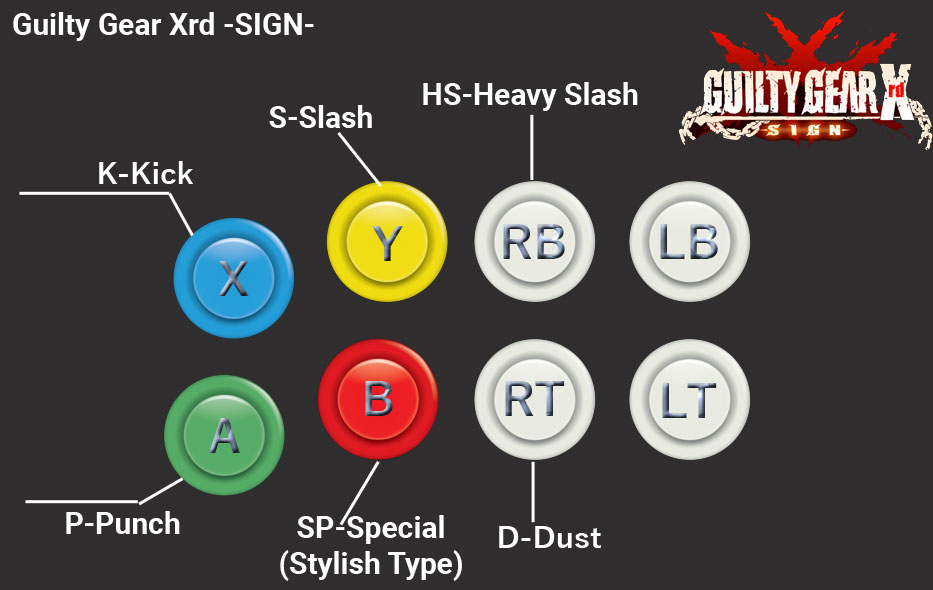 Guilty Gear Xrd -SIGN-
GUILTY GEAR Xrd
SIGN
HS-Heavy Slash
S-Slash
K-Kick
X
Y
RB
LB
A
B
RT
LT
P-Punch
SP-Special
(Stylish Type)
D-Dust